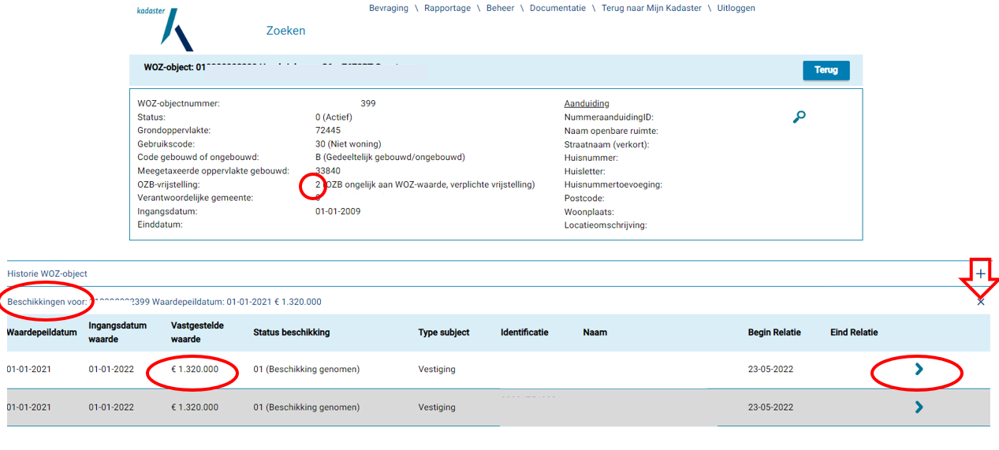 kadaster
Bevraging \ Rapportage \ Beheer \ Documentatie \ Terug naar Mijn Kadaster \ Uitloggen
Zoeken
WOZ-object: 01
Terug
WOZ-objectnummer: 399
Status: 0 (Actief)
Grondoppervlakte: 72445
Gebruikscode: 30 (Niet woning)
Code gebouwd of ongebouwd: B (Gedeeltelijk gebouwd/ongebouwd)
Meegetaxeerde oppervlakte gebouwd: 33840
OZB-vrijstelling: 2 (OZB ongelijk aan WOZ-waarde, verplichte vrijstelling)
Verantwoordelijke gemeente:
Ingangsdatum: 01-01-2009
Einddatum:
Aanduiding
NummeraanduidingID:
Naam openbare ruimte:
Straatnaam (verkort):
Huisnummer:
Huisletter:
Huisnummertoevoeging:
Postcode:
Woonplaats:
Locatieomschrijving:
Historie WOZ-object +
Beschikkingen voor: 399 Waardepeildatum: 01-01-2021 € 1.320.000 ×
Waardepeildatum Ingangsdatum waarde Vastgestelde waarde Status beschikking Type subject Identificatie Naam Begin Relatie Eind Relatie
01-01-2021 01-01-2022 € 1.320.000 01 (Beschikking genomen) Vestiging 23-05-2022
01-01-2021 01-01-2022 € 1.320.000 01 (Beschikking genomen) Vestiging 23-05-2022